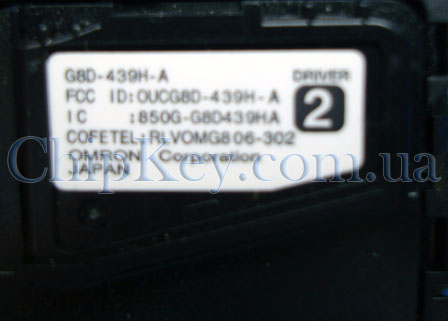 G8D-439H-A
DRIVER
2
FCC ID:OUCG8D-439H-A
IC :850G-G8D439HA
COFETEL:RLVOMG806-302
OMRON Corporation
JAPAN
ChipKey.com.ua